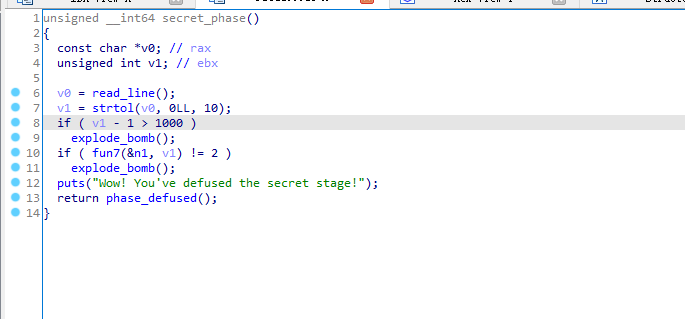 1 unsigned __int64 secret_phase()
2 {
3 const char *v0; // rax
4 unsigned int v1; // ebx
5
6 v0 = read_line();
7 v1 = strtol(v0, 0LL, 10);
8 if ( v1 - 1 > 1000 )
9 explode_bomb();
10 if ( fun7(&n1, v1) != 2 )
11 explode_bomb();
12 puts("Wow! You've defused the secret stage!");
13 return phase_defused();
14 }